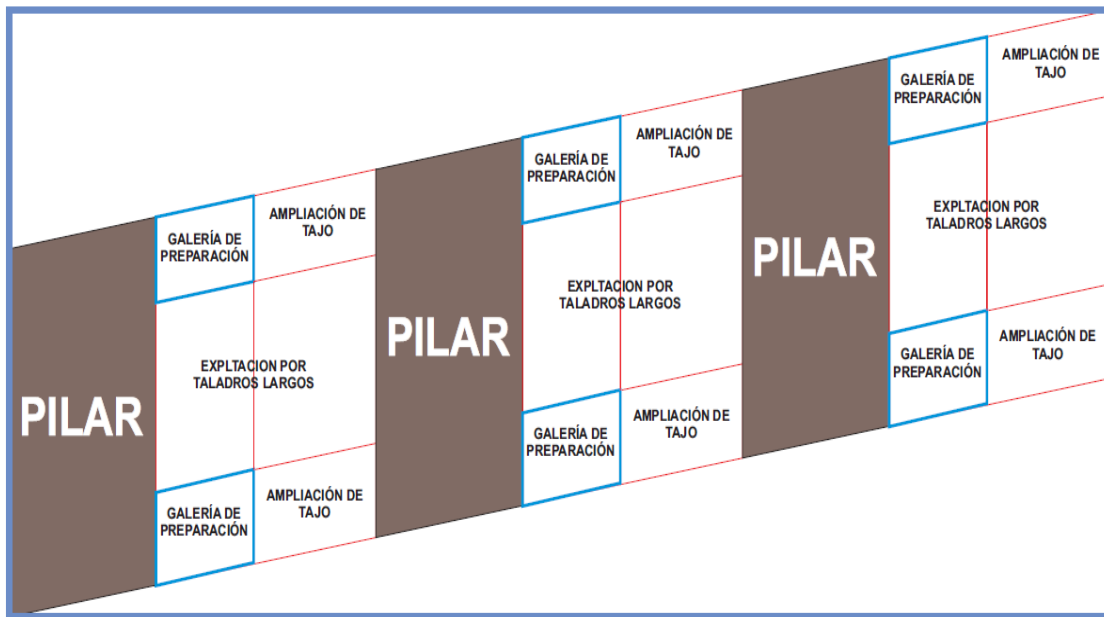 PILAR
GALERÍA DE
PREPARACIÓN
AMPLIACIÓN DE
TAJO
EXPLTACION POR
TALADROS LARGOS
GALERÍA DE
PREPARACIÓN
AMPLIACIÓN DE
TAJO
PILAR
GALERÍA DE
PREPARACIÓN
AMPLIACIÓN DE
TAJO
EXPLTACION POR
TALADROS LARGOS
GALERÍA DE
PREPARACIÓN
AMPLIACIÓN DE
TAJO
PILAR
GALERÍA DE
PREPARACIÓN
AMPLIACIÓN DE
TAJO
EXPLTACION POR
TALADROS LARGOS
GALERÍA DE
PREPARACIÓN
AMPLIACIÓN DE
TAJO